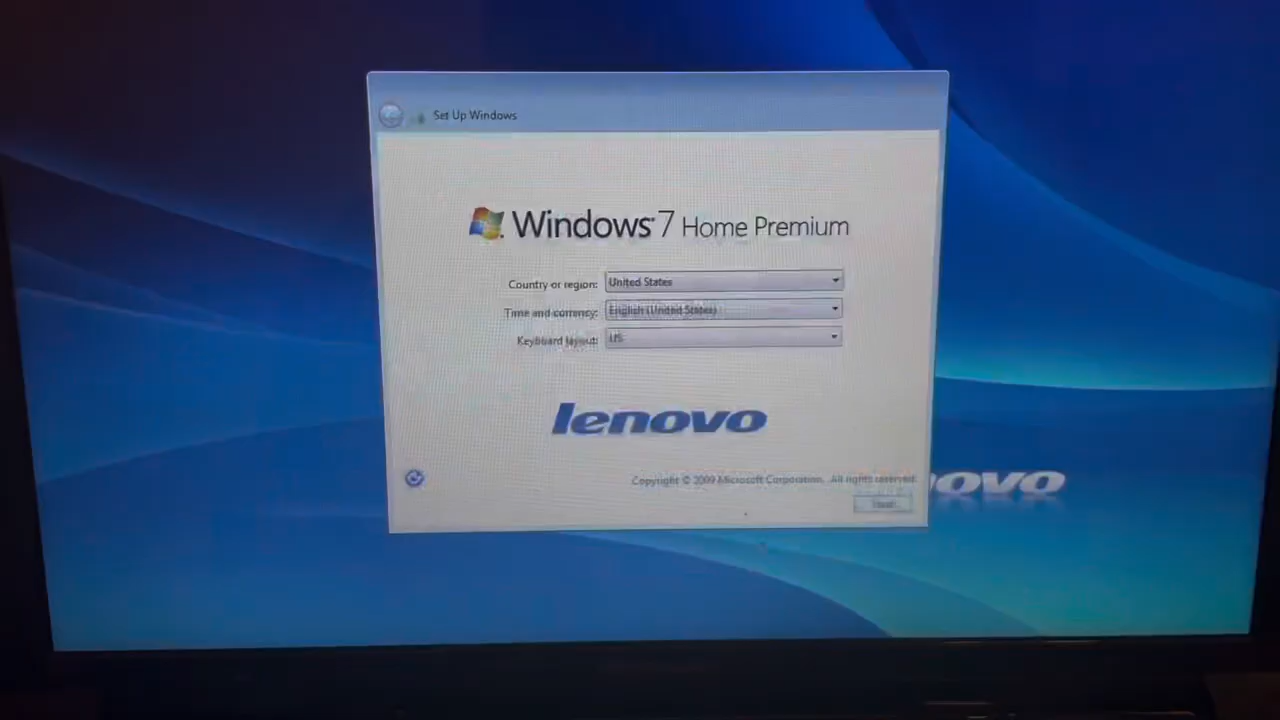 Set Up Windows
Windows 7 Home Premium
Country or region: United States
Time and currency: English (United States)
Keyboard layout: US
lenovo
Copyright © 2009 Microsoft Corporation. All rights reserved.
novo